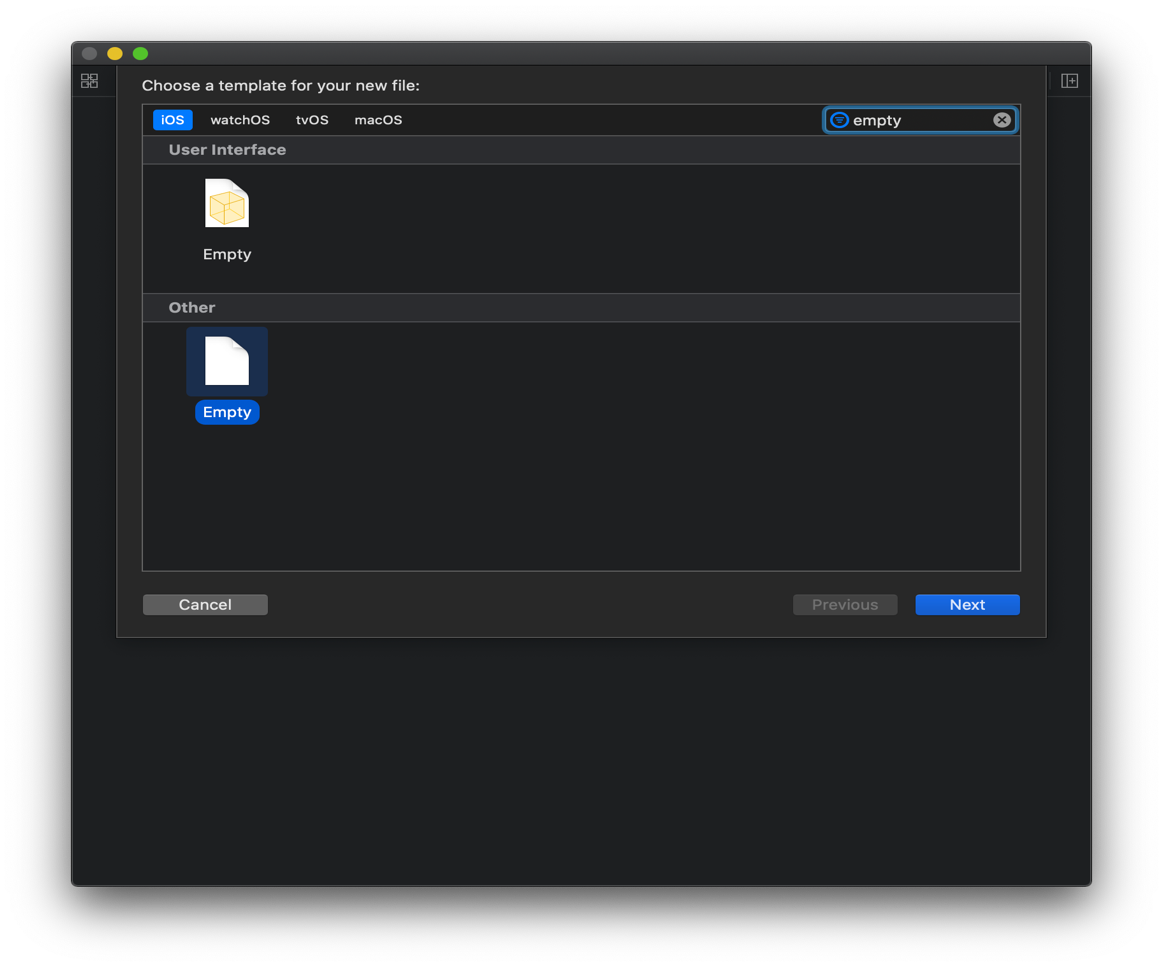 Choose a template for your new file:
iOS watchOS tvOS macOS empty
User Interface
Empty
Other
Empty
Cancel Previous Next